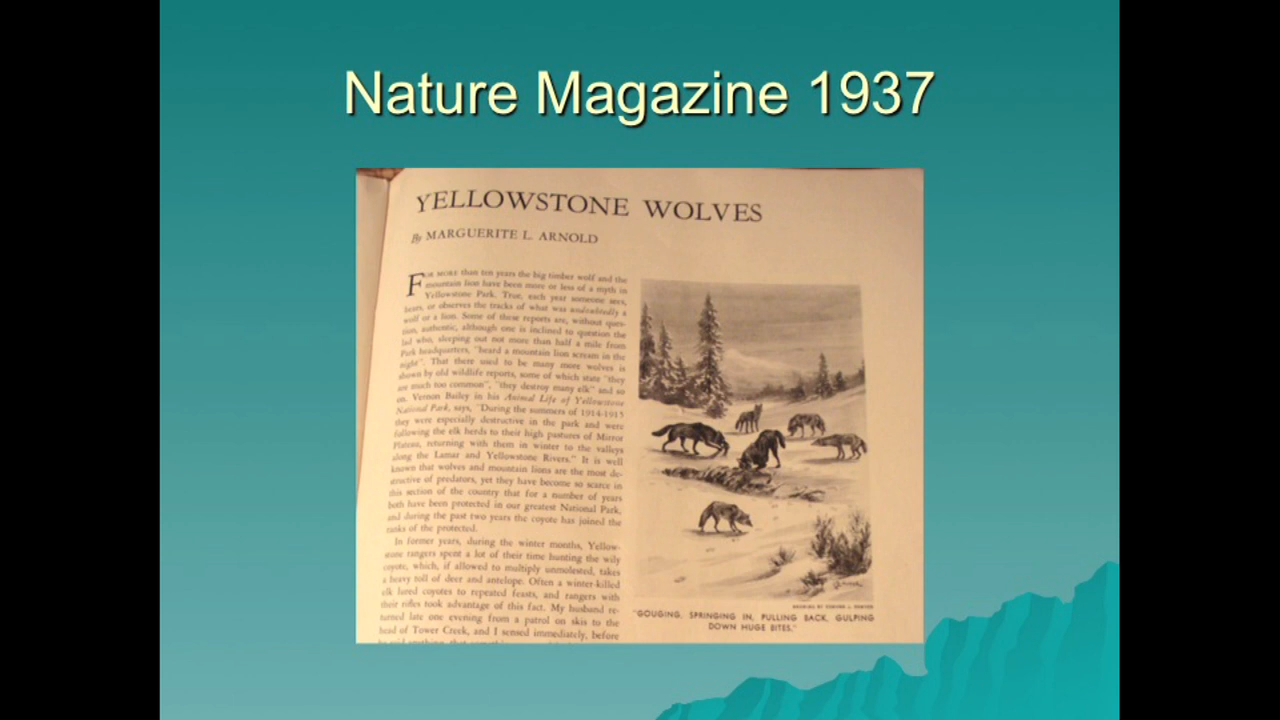 Nature Magazine 1937
YELLOWSTONE WOLVES
By MARGUERITE L. ARNOLD
FOR MORE than ten years the big timber wolf and the
mountain lion have been more or less of a myth in
Yellowstone Park. True, each year someone sees,
hears, or observes the tracks of what was undoubtedly a
wolf or a lion. Some of these reports are, without ques-
tion, authentic, although one is inclined to question the
lad who, sleeping out not more than half a mile from
Park headquarters, "heard a mountain lion scream in the
night". That there used to be many more wolves is
shown by old wildlife reports, some of which state "they
are much too common", "they destroy many elk" and so
on. Vernon Bailey in his Animal Life of Yellowstone
National Park, says, "During the summers of 1914-1915
they were especially destructive in the park and were
following the elk herds to their high pastures of Mirror
Plateau, returning with them in winter to the valleys
along the Lamar and Yellowstone Rivers." It is well
known that wolves and mountain lions are the most de-
structive of predators, yet they have become so scarce in
this section of the country that for a number of years
both have been protected in our greatest National Park,
and during the past two years the coyote has joined the
ranks of the protected.
In former years, during the winter months, Yellow-
stone rangers spent a lot of their time hunting the wily
coyote, which, if allowed to multiply unmolested, takes
a heavy toll of deer and antelope. Often a winter-killed
elk lured coyotes to repeated feasts, and rangers with
their rifles took advantage of this fact. My husband re-
turned late one evening from a patrol on skis to the
head of Tower Creek, and I sensed immediately, before
DRAWING BY
"GOUGING, SPRINGING IN, PULLING BACK, GULPING
DOWN HUGE BITES."